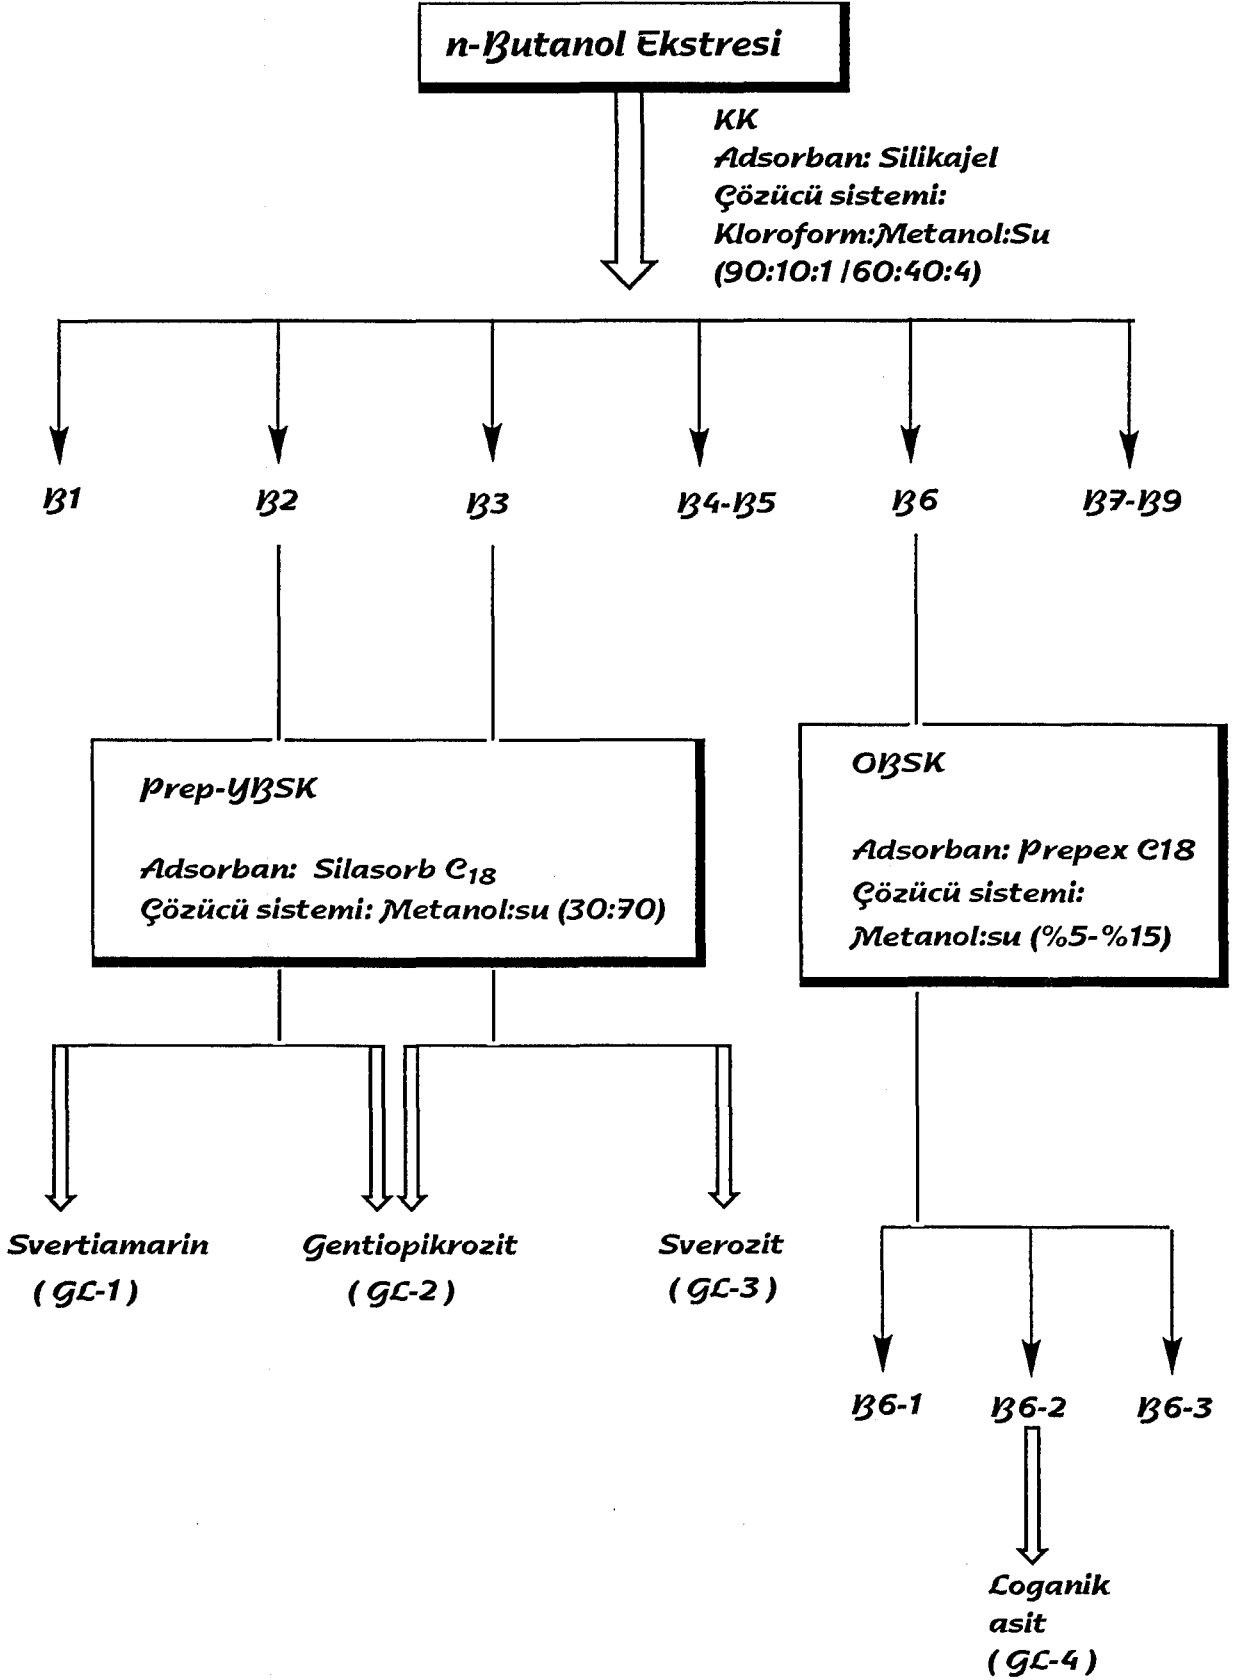 n-Butanol Ekstresi
KK
Adsorban: Silikajel
Çözücü sistemi:
Kloroform:Metanol:Su
(90:10:1 /60:40:4)
B1
B2
B3
B4-B5
B6
B7-B9
Prep-YBSK
Adsorban: Silasorb C18
Çözücü sistemi: Metanol:su (30:70)
OBSK
Adsorban: Prepex C18
Çözücü sistemi:
Metanol:su (%5-%15)
Svertiamarin
( GL-1 )
Gentiopikrozit
( GL-2 )
Sverozit
( GL-3 )
B6-1
B6-2
B6-3
Loganik
asit
( GL-4 )